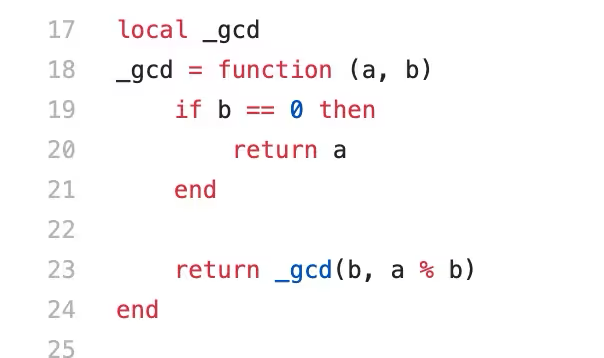 17 local _gcd
18 _gcd = function (a, b)
19     if b == 0 then
20         return a
21     end
22
23     return _gcd(b, a % b)
24 end
25